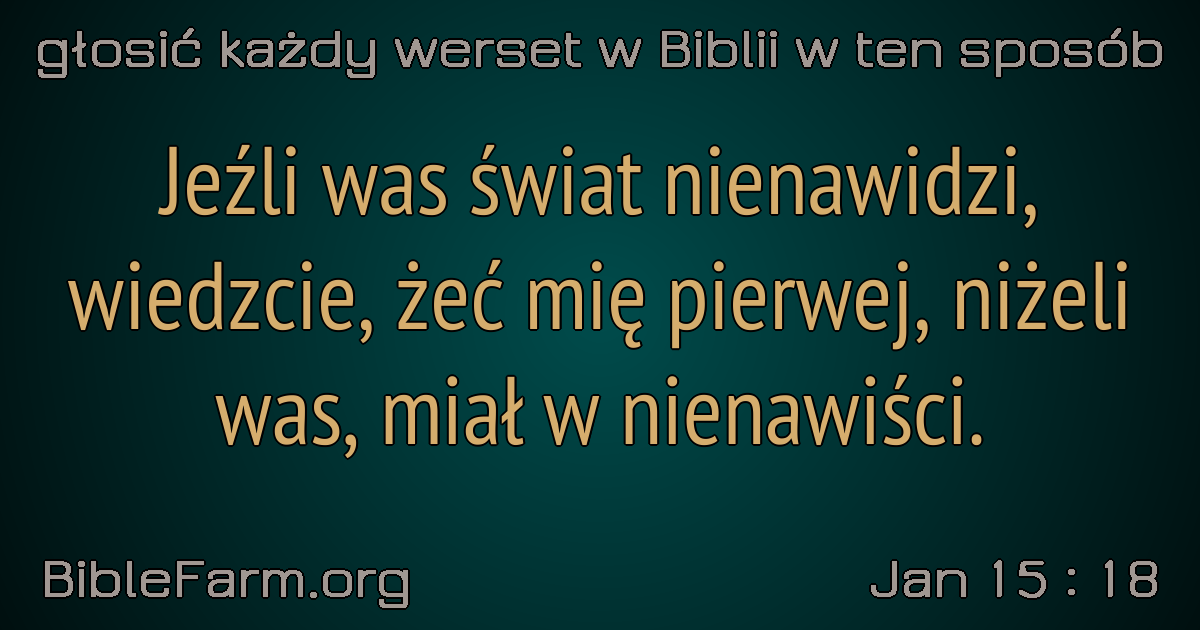 głosić każdy werset w Biblii w ten sposób
Jeźli was świat nienawidzi,
wiedzcie, żeć mię pierwej, niżeli
was, miał w nienawiści.
BibleFarm.org
Jan 15 : 18